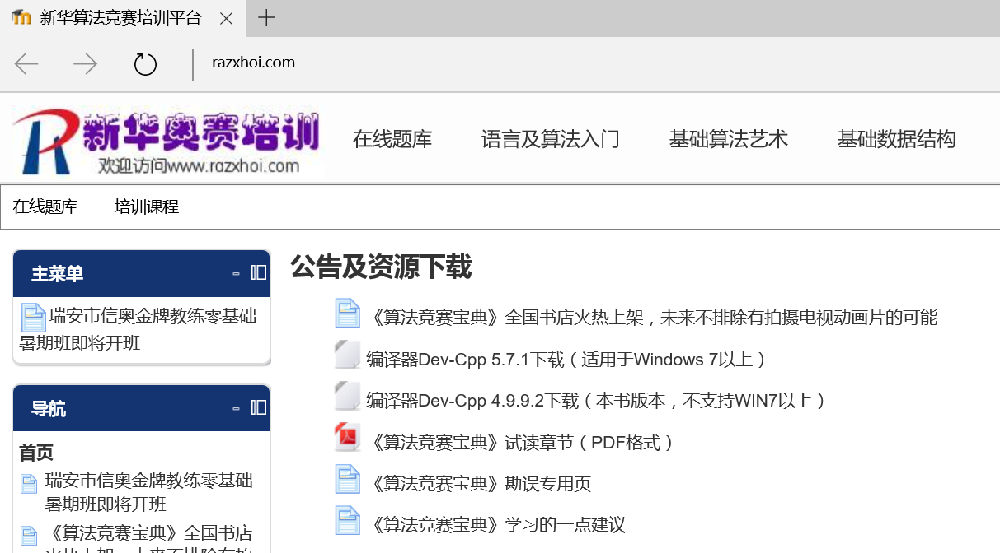 新华算法竞赛培训平台
razxhoi.com
新华奥赛培训
欢迎访问www.razxhoi.com
在线题库 语言及算法入门 基础算法艺术 基础数据结构
在线题库 培训课程
主菜单
瑞安市信奥金牌教练零基础
暑期班即将开班
导航
首页
瑞安市信奥金牌教练零基础
暑期班即将开班
《算法竞赛宝典》全国书店
火热上架，未来不排除有拍
公告及资源下载
《算法竞赛宝典》全国书店火热上架，未来不排除有拍摄电视动画片的可能
编译器Dev-Cpp 5.7.1下载（适用于Windows 7以上）
编译器Dev-Cpp 4.9.9.2下载（本书版本，不支持WIN7以上）
《算法竞赛宝典》试读章节（PDF格式）
《算法竞赛宝典》勘误专用页
《算法竞赛宝典》学习的一点建议